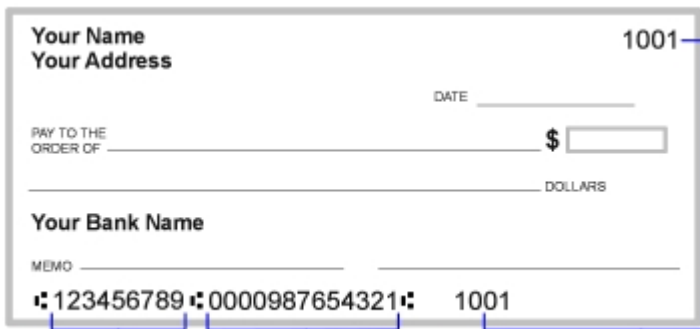 Your Name 1001
Your Address
DATE
PAY TO THE
ORDER OF $
DOLLARS
Your Bank Name
MEMO
⑆123456789⑆0000987654321⑆ 1001